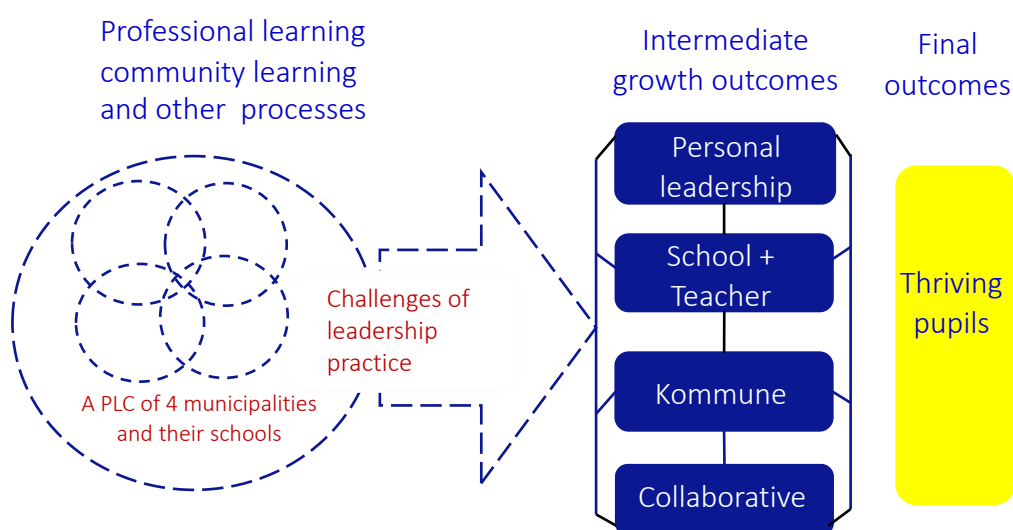 Professional learning
community learning
and other processes
A PLC of 4 municipalities
and their schools
Challenges of
leadership
practice
Intermediate
growth outcomes
Personal
leadership
School +
Teacher
Kommune
Collaborative
Final
outcomes
Thriving
pupils